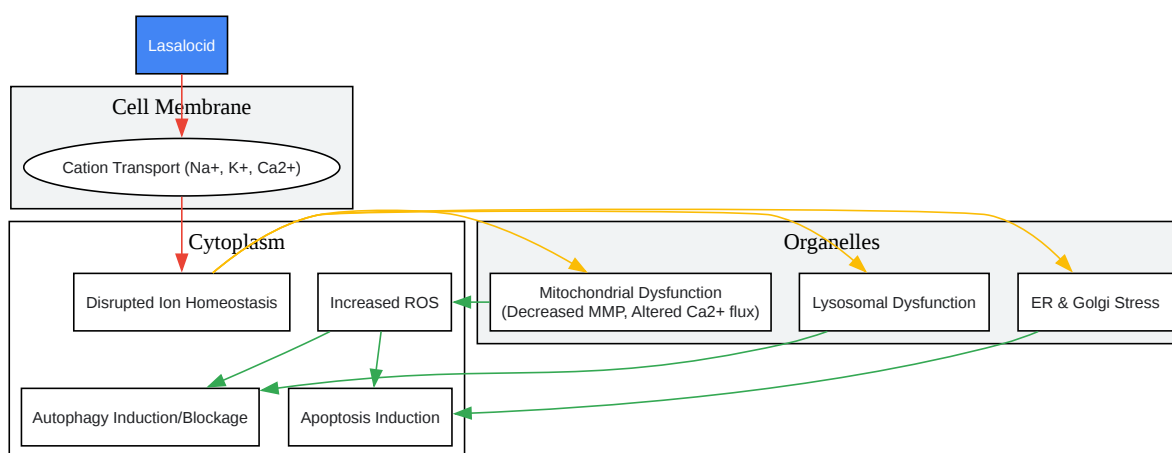 Lasalocid
Cell Membrane
Cation Transport (Na+, K+, Ca2+)
Cytoplasm
Organelles
Disrupted Ion Homeostasis
Increased ROS
Mitochondrial Dysfunction
(Decreased MMP, Altered Ca2+ flux)
Lysosomal Dysfunction
ER & Golgi Stress
Autophagy Induction/Blockage
Apoptosis Induction